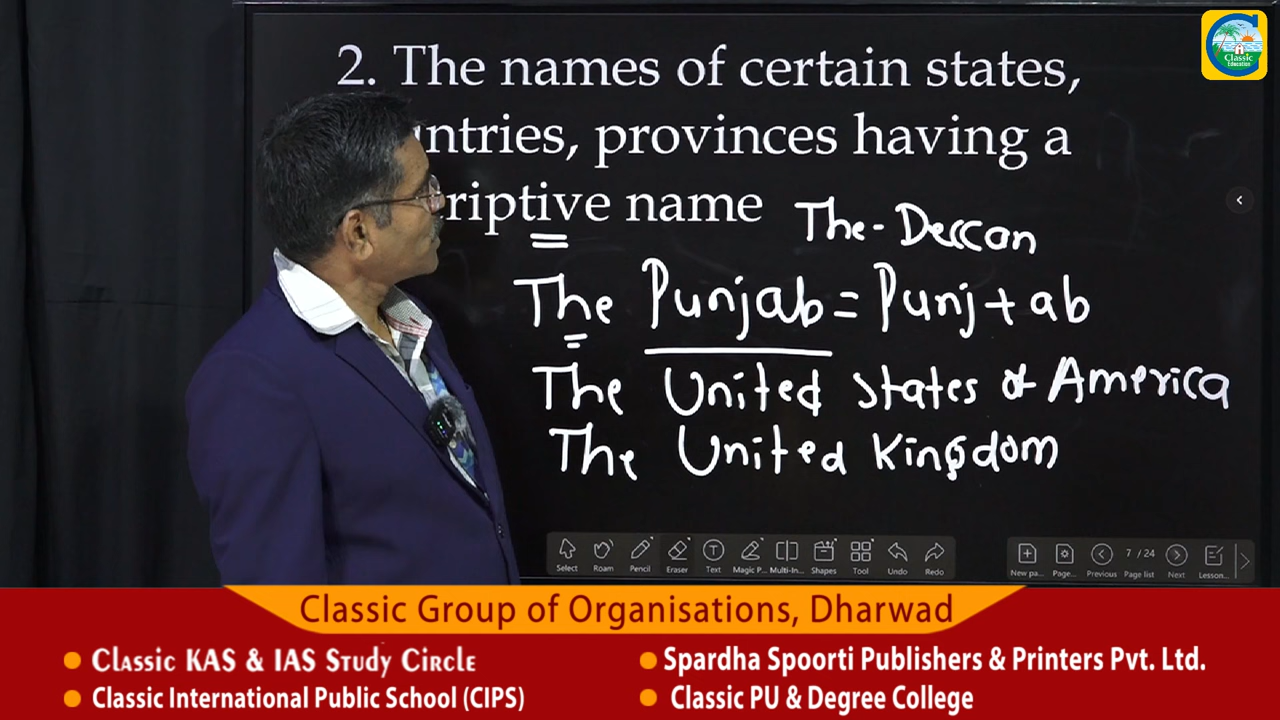 2. The names of certain states,
ntries, provinces having a
riptive name
The - Deccan
The Punjab = Punj + ab
The United States of America
The United Kingdom
Classic
Education
Select Roam Pencil Eraser Text Magic P... Multi-In... Shapes Tool Undo Redo
New pa... Page... Previous 7 / 24 Page list Next Lesson...
Classic Group of Organisations, Dharwad
Classic KAS & IAS Study Circle
Spardha Spoorti Publishers & Printers Pvt. Ltd.
Classic International Public School (CIPS)
Classic PU & Degree College